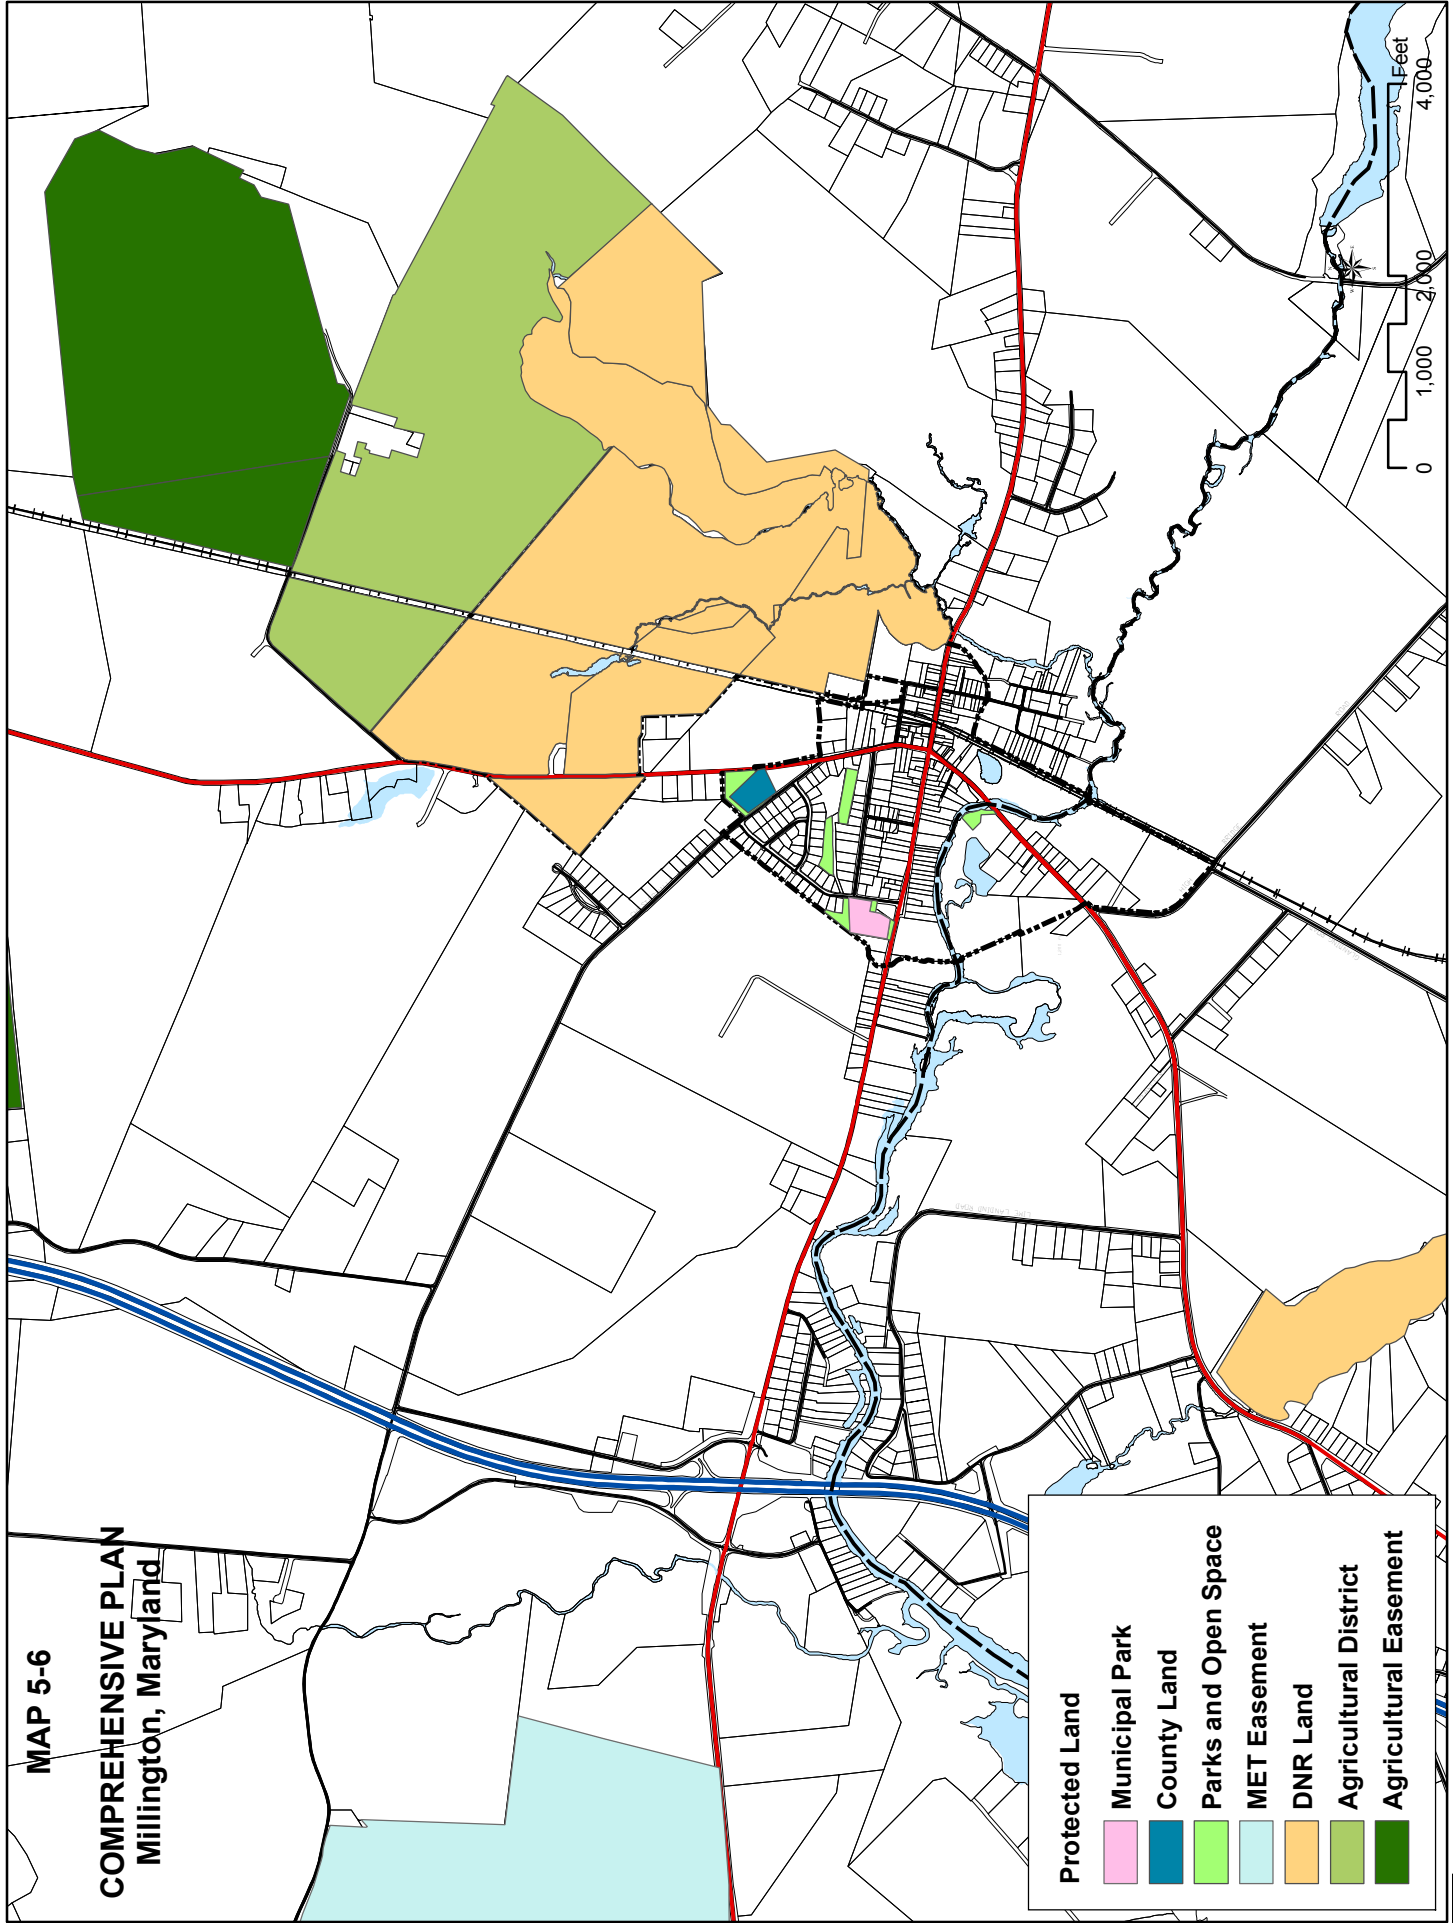 MAP 5-6
COMPREHENSIVE PLAN
Millington, Maryland
Protected Land
Municipal Park
County Land
Parks and Open Space
MET Easement
DNR Land
Agricultural District
Agricultural Easement
0 1,000 2,000 4,000
Feet